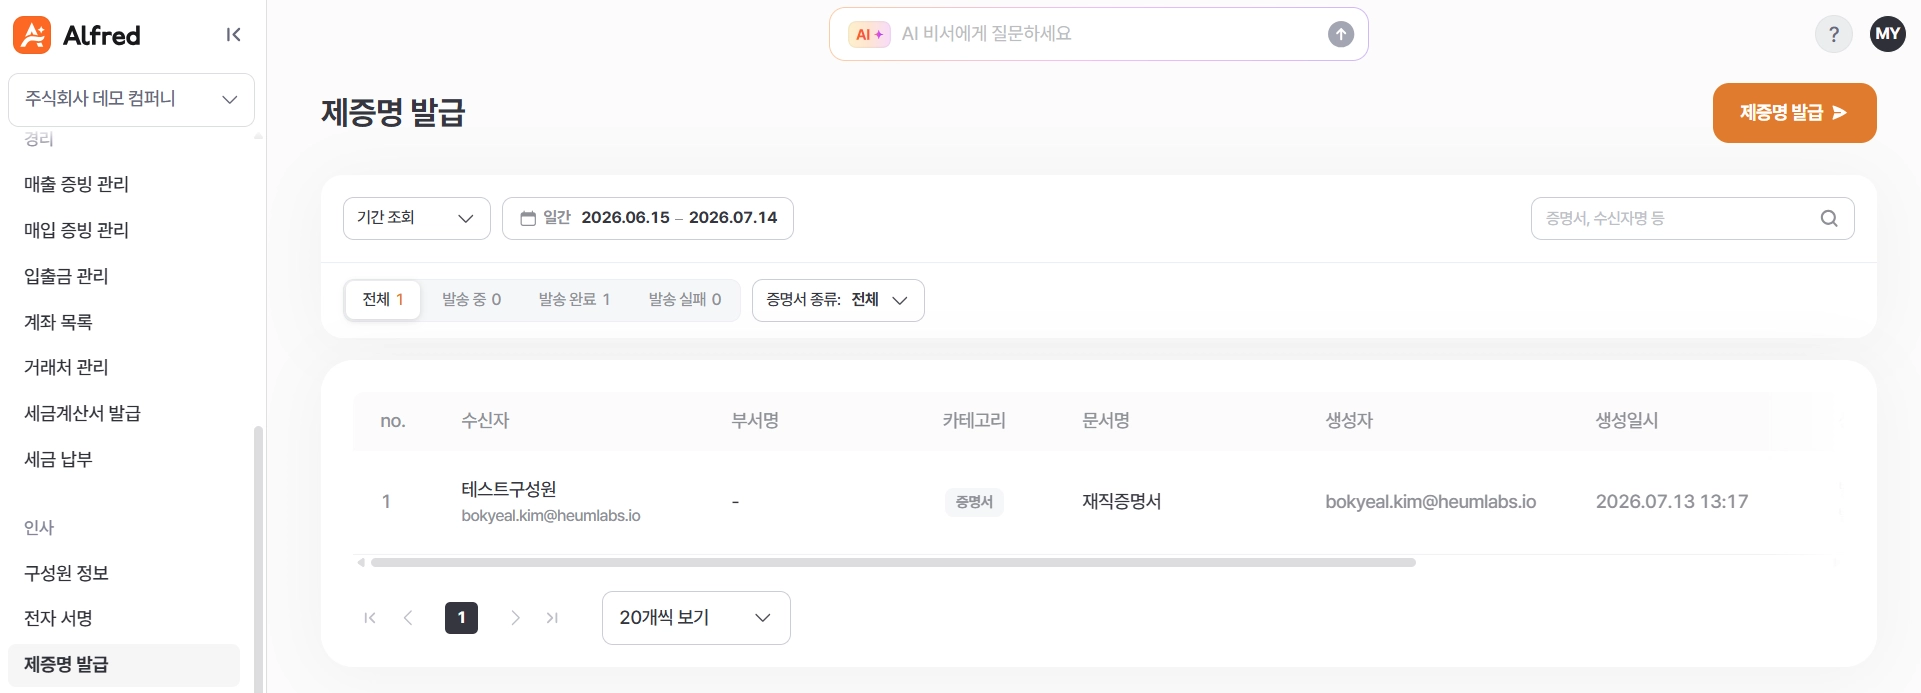 Alfred
주식회사 데모 컴퍼니
경리
매출 증빙 관리
매입 증빙 관리
입출금 관리
계좌 목록
거래처 관리
세금계산서 발급
세금 납부
인사
구성원 정보
전자 서명
제증명 발급
AI AI 비서에게 질문하세요
? MY
제증명 발급
제증명 발급
기간 조회 일간 2026.06.15 – 2026.07.14 증명서, 수신자명 등
전체 1 발송 중 0 발송 완료 1 발송 실패 0 증명서 종류: 전체
no. 수신자 부서명 카테고리 문서명 생성자 생성일시
1 테스트구성원 - 증명서 재직증명서 bokyeal.kim@heumlabs.io 2026.07.13 13:17
bokyeal.kim@heumlabs.io
1 20개씩 보기